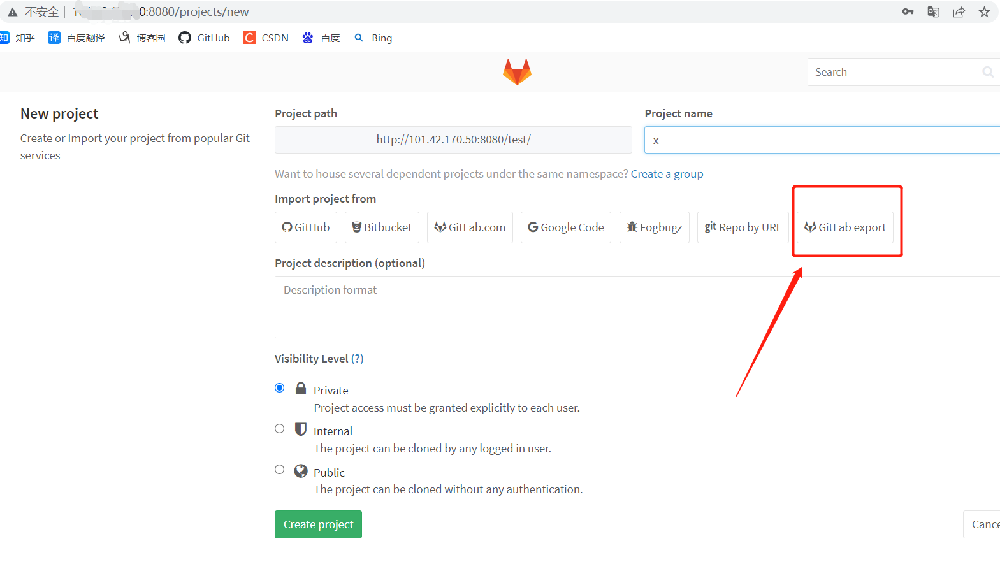 不安全 | 0:8080/projects/new
知 知乎 译 百度翻译 博客园 GitHub C CSDN du 百度 Bing
Search
New project
Create or Import your project from popular Git
services
Project path
http://101.42.170.50:8080/test/
Project name
x
Want to house several dependent projects under the same namespace? Create a group
Import project from
GitHub Bitbucket GitLab.com Google Code Fogbugz git Repo by URL GitLab export
Project description (optional)
Description format
Visibility Level (?)
Private
Project access must be granted explicitly to each user.
Internal
The project can be cloned by any logged in user.
Public
The project can be cloned without any authentication.
Create project
Cance